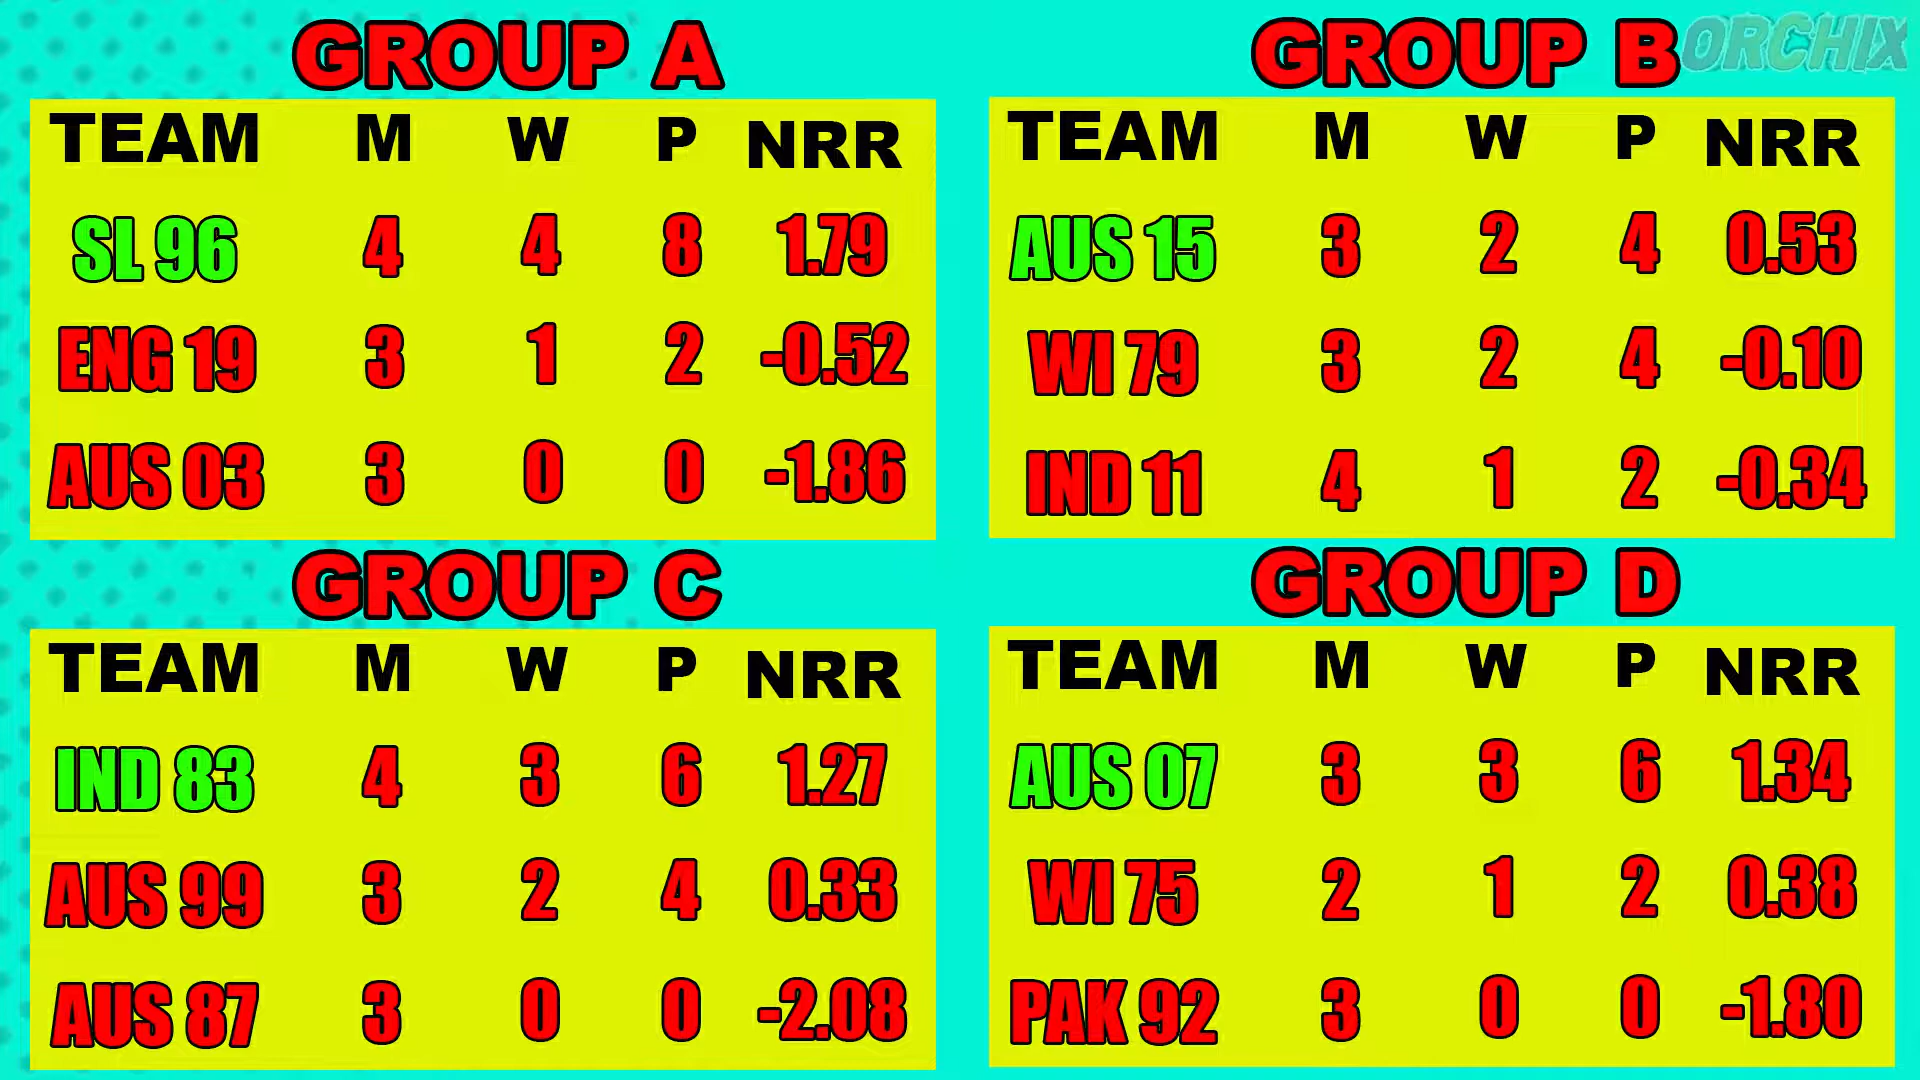 GROUP A
TEAM M W P NRR
SL 96 4 4 8 1.79
ENG 19 3 1 2 -0.52
AUS 03 3 0 0 -1.86
GROUP B
ORCHIX
TEAM M W P NRR
AUS 15 3 2 4 0.53
WI 79 3 2 4 -0.10
IND 11 4 1 2 -0.34
GROUP C
TEAM M W P NRR
IND 83 4 3 6 1.27
AUS 99 3 2 4 0.33
AUS 87 3 0 0 -2.08
GROUP D
TEAM M W P NRR
AUS 07 3 3 6 1.34
WI 75 2 1 2 0.38
PAK 92 3 0 0 -1.80